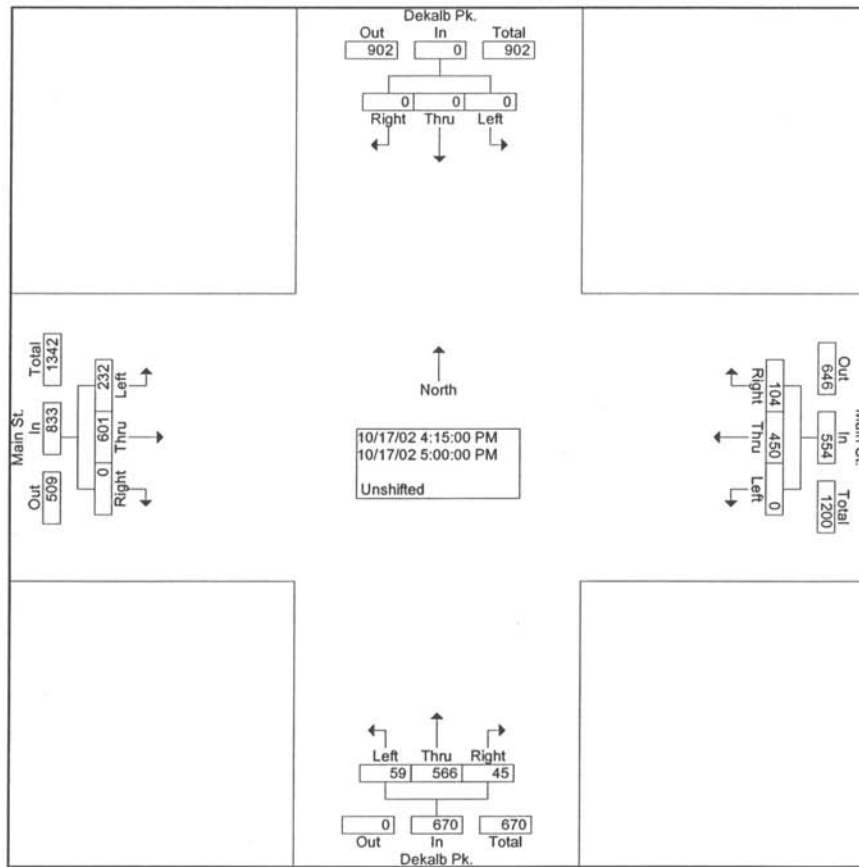 Dekalb Pk.
Out In Total
902 0 902
0 0 0
Right Thru Left
Main St.
Total In Out
1342 833 509
232 601 0
Left Thru Right
North
10/17/02 4:15:00 PM
10/17/02 5:00:00 PM
Unshifted
Right Thru Left
104 450 0
646 554 1200
Out In Total
Main St.
Left Thru Right
59 566 45
0 670 670
Out In Total
Dekalb Pk.